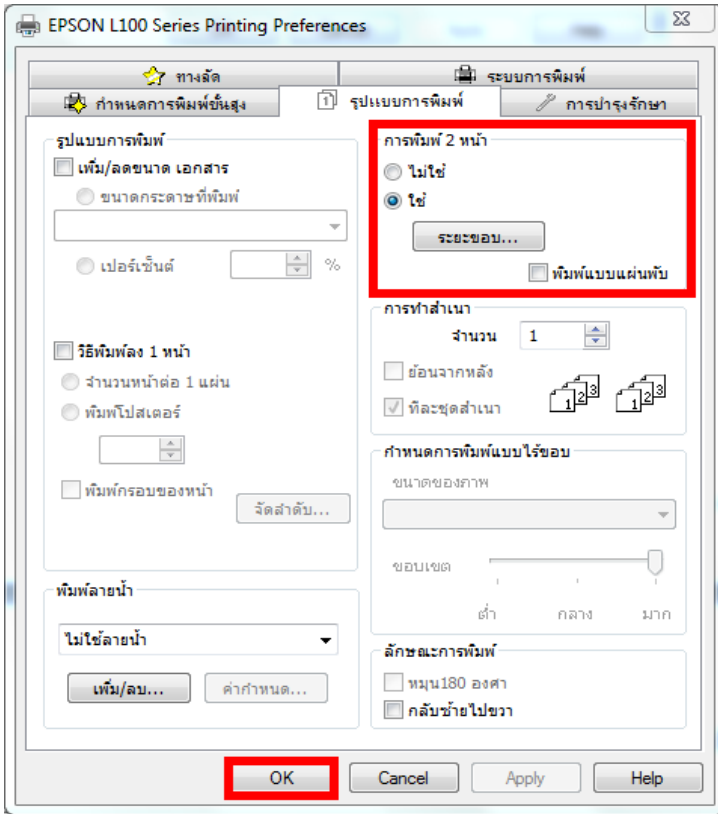 EPSON L100 Series Printing Preferences
ทางลัด
ระบบการพิมพ์
กำหนดการพิมพ์ขั้นสูง
รูปแบบการพิมพ์
การบำรุงรักษา
รูปแบบการพิมพ์
เพิ่ม/ลดขนาด เอกสาร
ขนาดกระดาษที่พิมพ์
เปอร์เซ็นต์
%
วิธีพิมพ์ลง 1 หน้า
จำนวนหน้าต่อ 1 แผ่น
พิมพ์โปสเตอร์
พิมพ์กรอบของหน้า
จัดลำดับ...
พิมพ์ลายน้ำ
ไม่ใช้ลายน้ำ
เพิ่ม/ลบ...
ค่ากำหนด...
การพิมพ์ 2 หน้า
ไม่ใช่
ใช่
ระยะขอบ...
พิมพ์แบบแผ่นพับ
การทำสำเนา
จำนวน 1
ย้อนจากหลัง
ทีละชุดสำเนา
1 2 3 1 2 3
กำหนดการพิมพ์แบบไร้ขอบ
ขนาดของภาพ
ขอบเขต
ต่ำ กลาง มาก
ลักษณะการพิมพ์
หมุน180 องศา
กลับซ้ายไปขวา
OK Cancel Apply Help